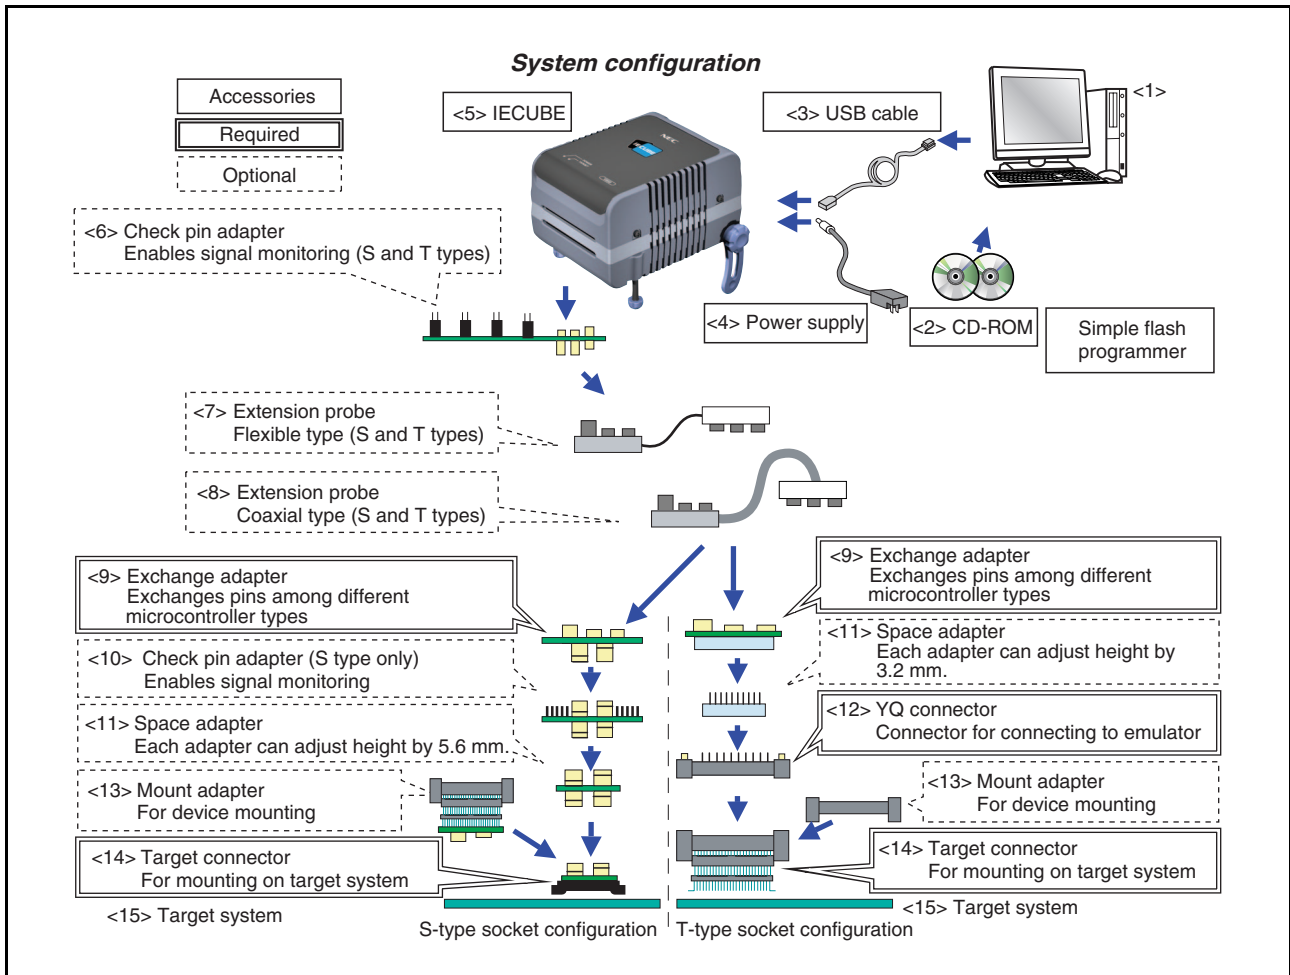 System configuration
Accessories
Required
Optional
<5> IECUBE
<3> USB cable
<1>
NEC
<6> Check pin adapter
Enables signal monitoring (S and T types)
<4> Power supply
<2> CD-ROM
Simple flash
programmer
<7> Extension probe
Flexible type (S and T types)
<8> Extension probe
Coaxial type (S and T types)
<9> Exchange adapter
Exchanges pins among different
microcontroller types
<10> Check pin adapter (S type only)
Enables signal monitoring
<11> Space adapter
Each adapter can adjust height by 5.6 mm.
<13> Mount adapter
For device mounting
<14> Target connector
For mounting on target system
<15> Target system
S-type socket configuration
<9> Exchange adapter
Exchanges pins among different
microcontroller types
<11> Space adapter
Each adapter can adjust height by
3.2 mm.
<12> YQ connector
Connector for connecting to emulator
<13> Mount adapter
For device mounting
<14> Target connector
For mounting on target system
<15> Target system
T-type socket configuration